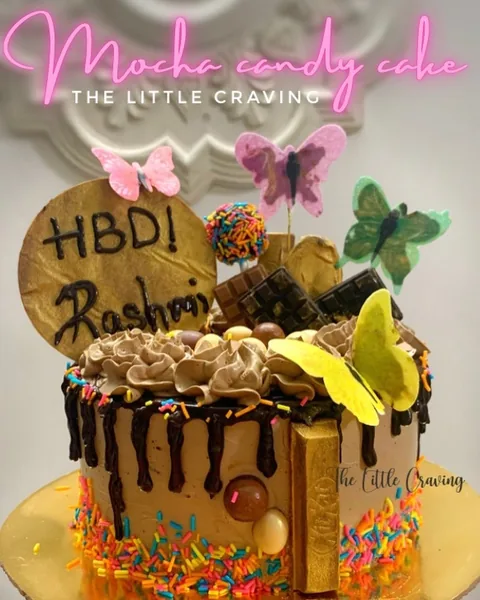 Mocha candy cake
THE LITTLE CRAVING
HBD!
Rashmi
The Little Craving